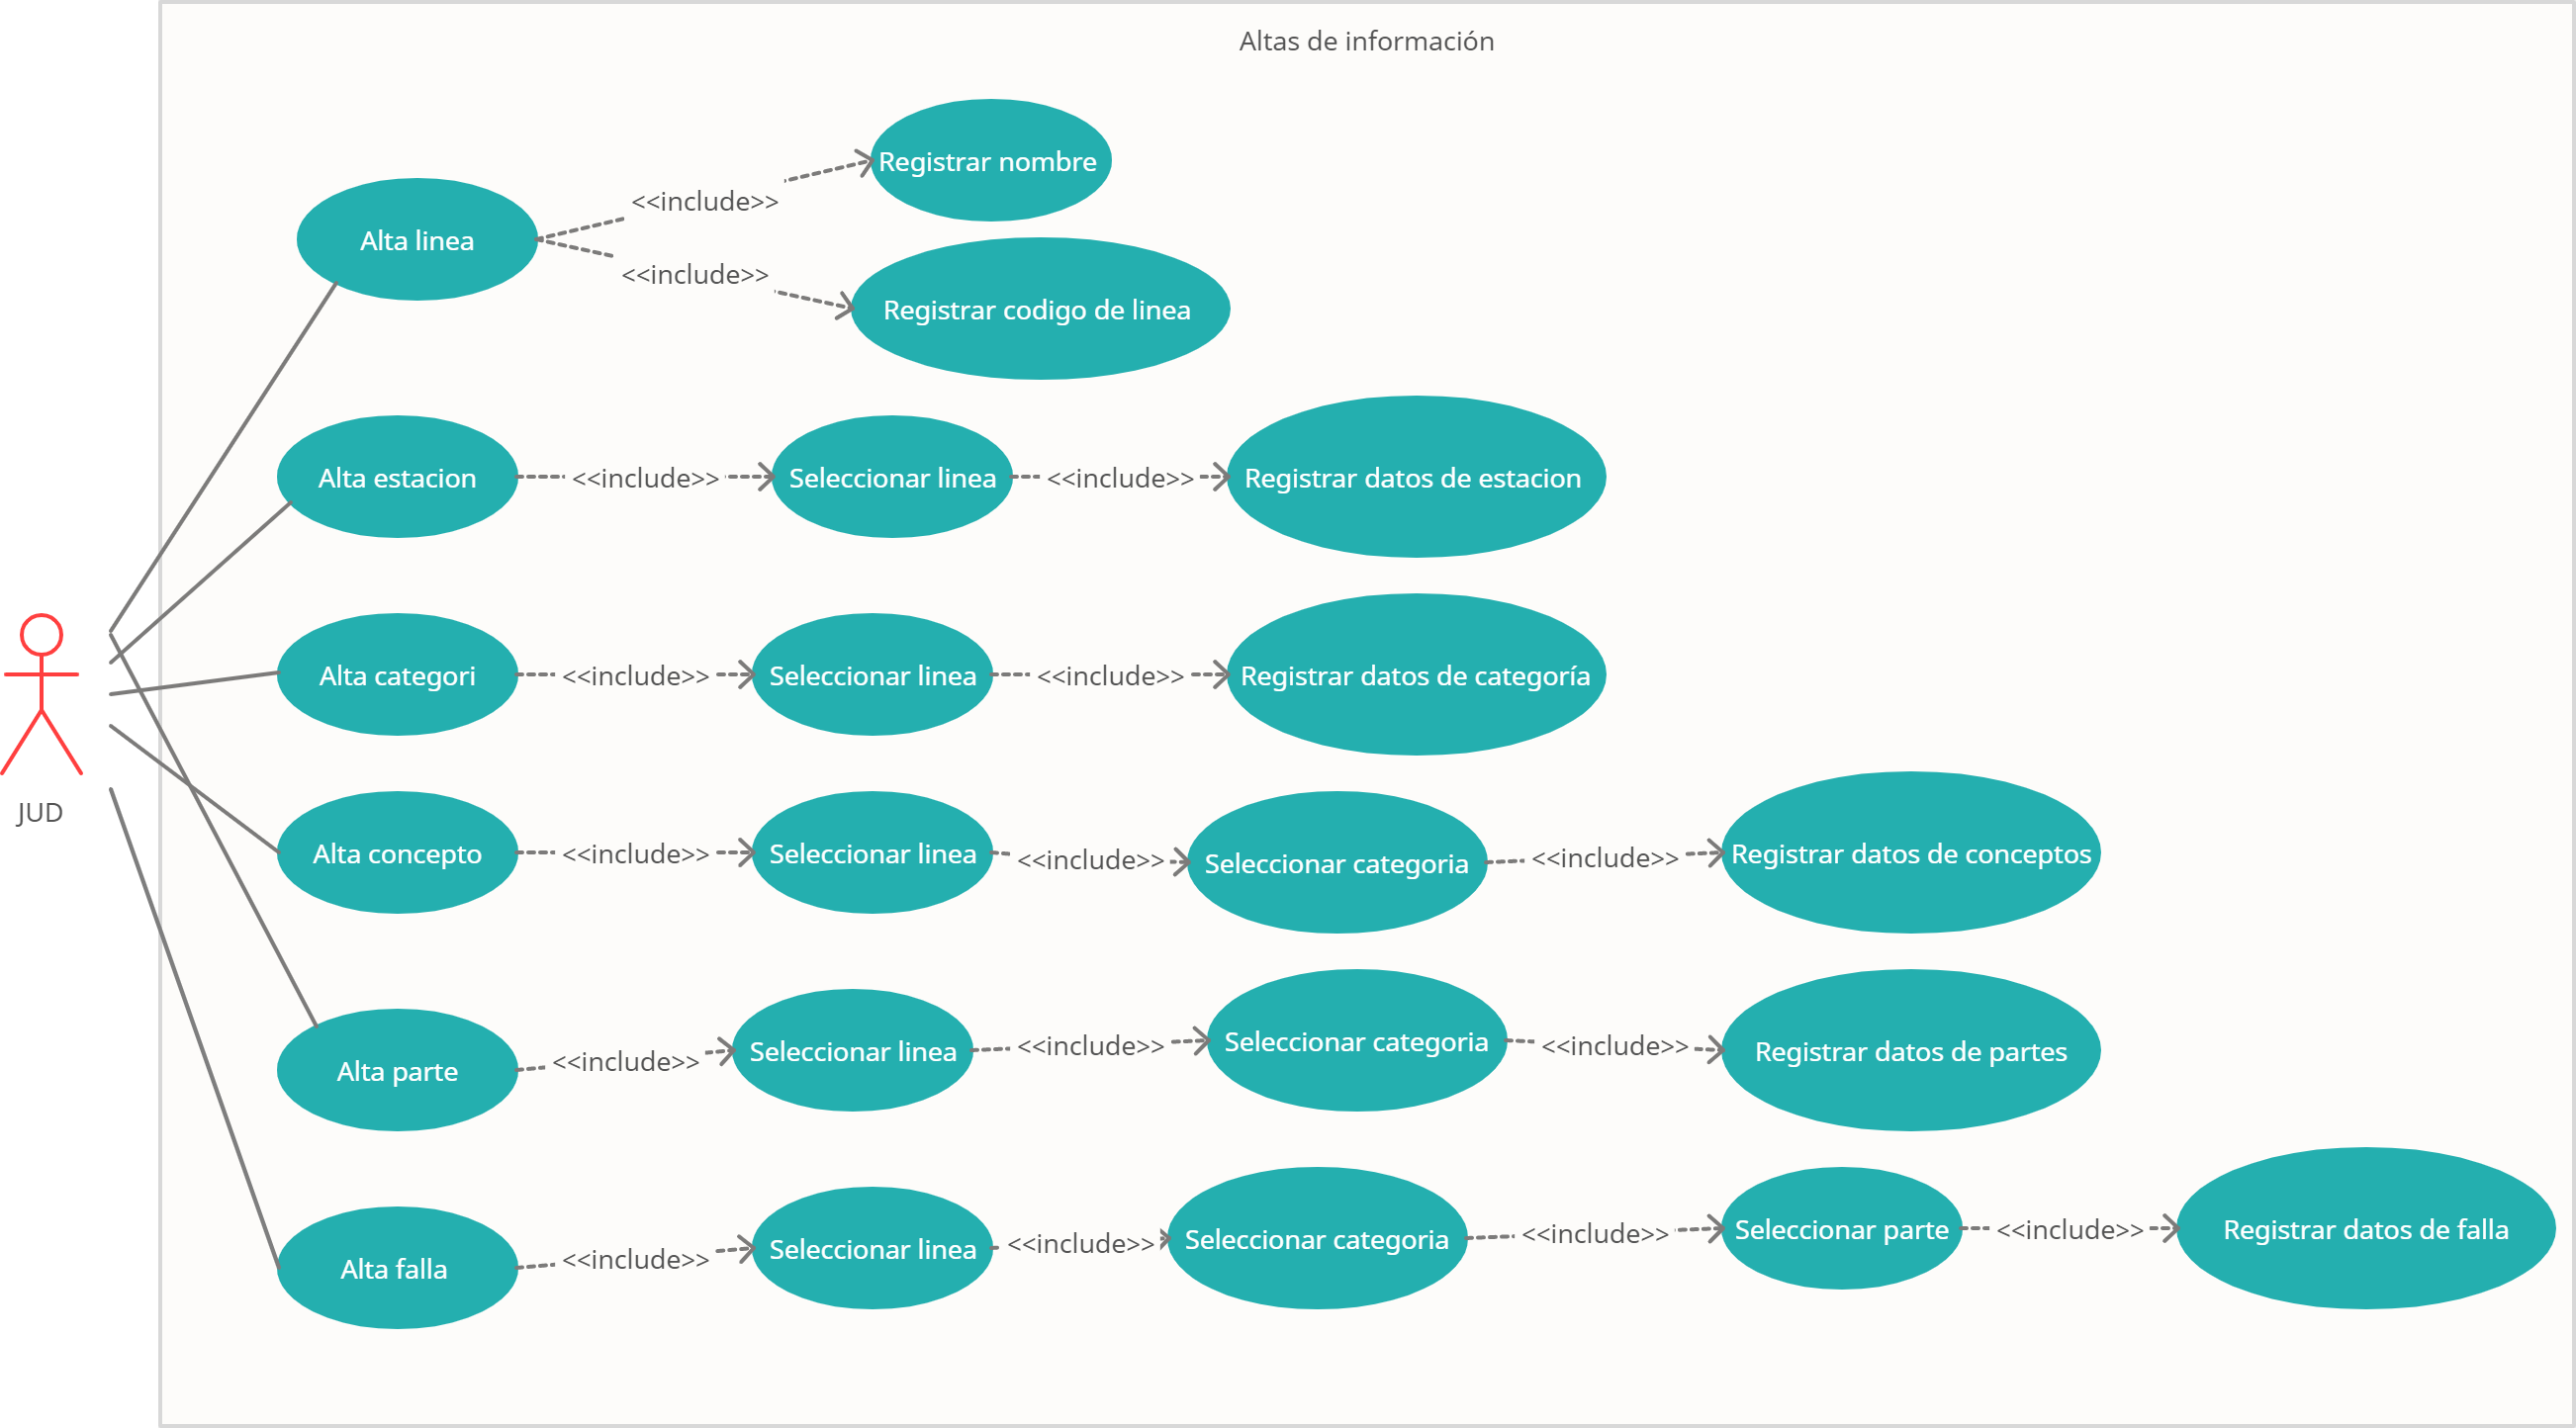 Altas de información
Registrar nombre
<<include>>
Alta linea
<<include>>
Registrar codigo de linea
Alta estacion
<<include>>
Seleccionar linea
<<include>>
Registrar datos de estacion
Alta categori
<<include>>
Seleccionar linea
<<include>>
Registrar datos de categoría
JUD
Alta concepto
<<include>>
Seleccionar linea
<<include>>
Seleccionar categoria
<<include>>
Registrar datos de conceptos
Alta parte
<<include>>
Seleccionar linea
<<include>>
Seleccionar categoria
<<include>>
Registrar datos de partes
Alta falla
<<include>>
Seleccionar linea
<<include>>
Seleccionar categoria
<<include>>
Seleccionar parte
<<include>>
Registrar datos de falla